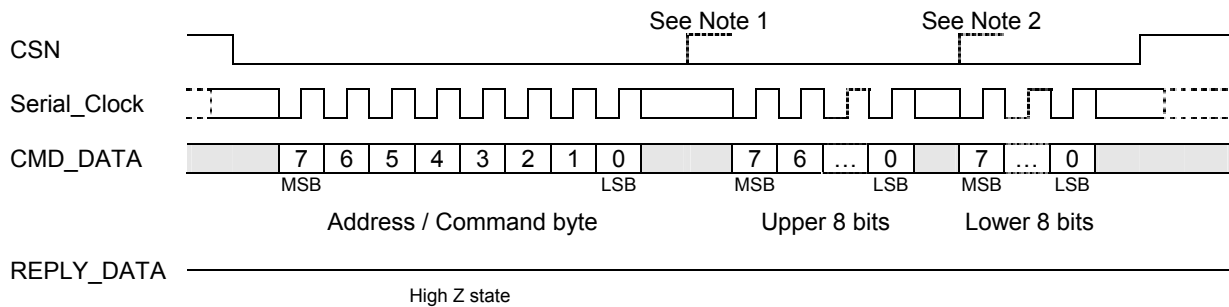 See Note 1 See Note 2
CSN
Serial_Clock
CMD_DATA 7 6 5 4 3 2 1 0 7 6 ... 0 7 ... 0
MSB LSB MSB LSB MSB LSB
Address / Command byte Upper 8 bits Lower 8 bits
REPLY_DATA
High Z state